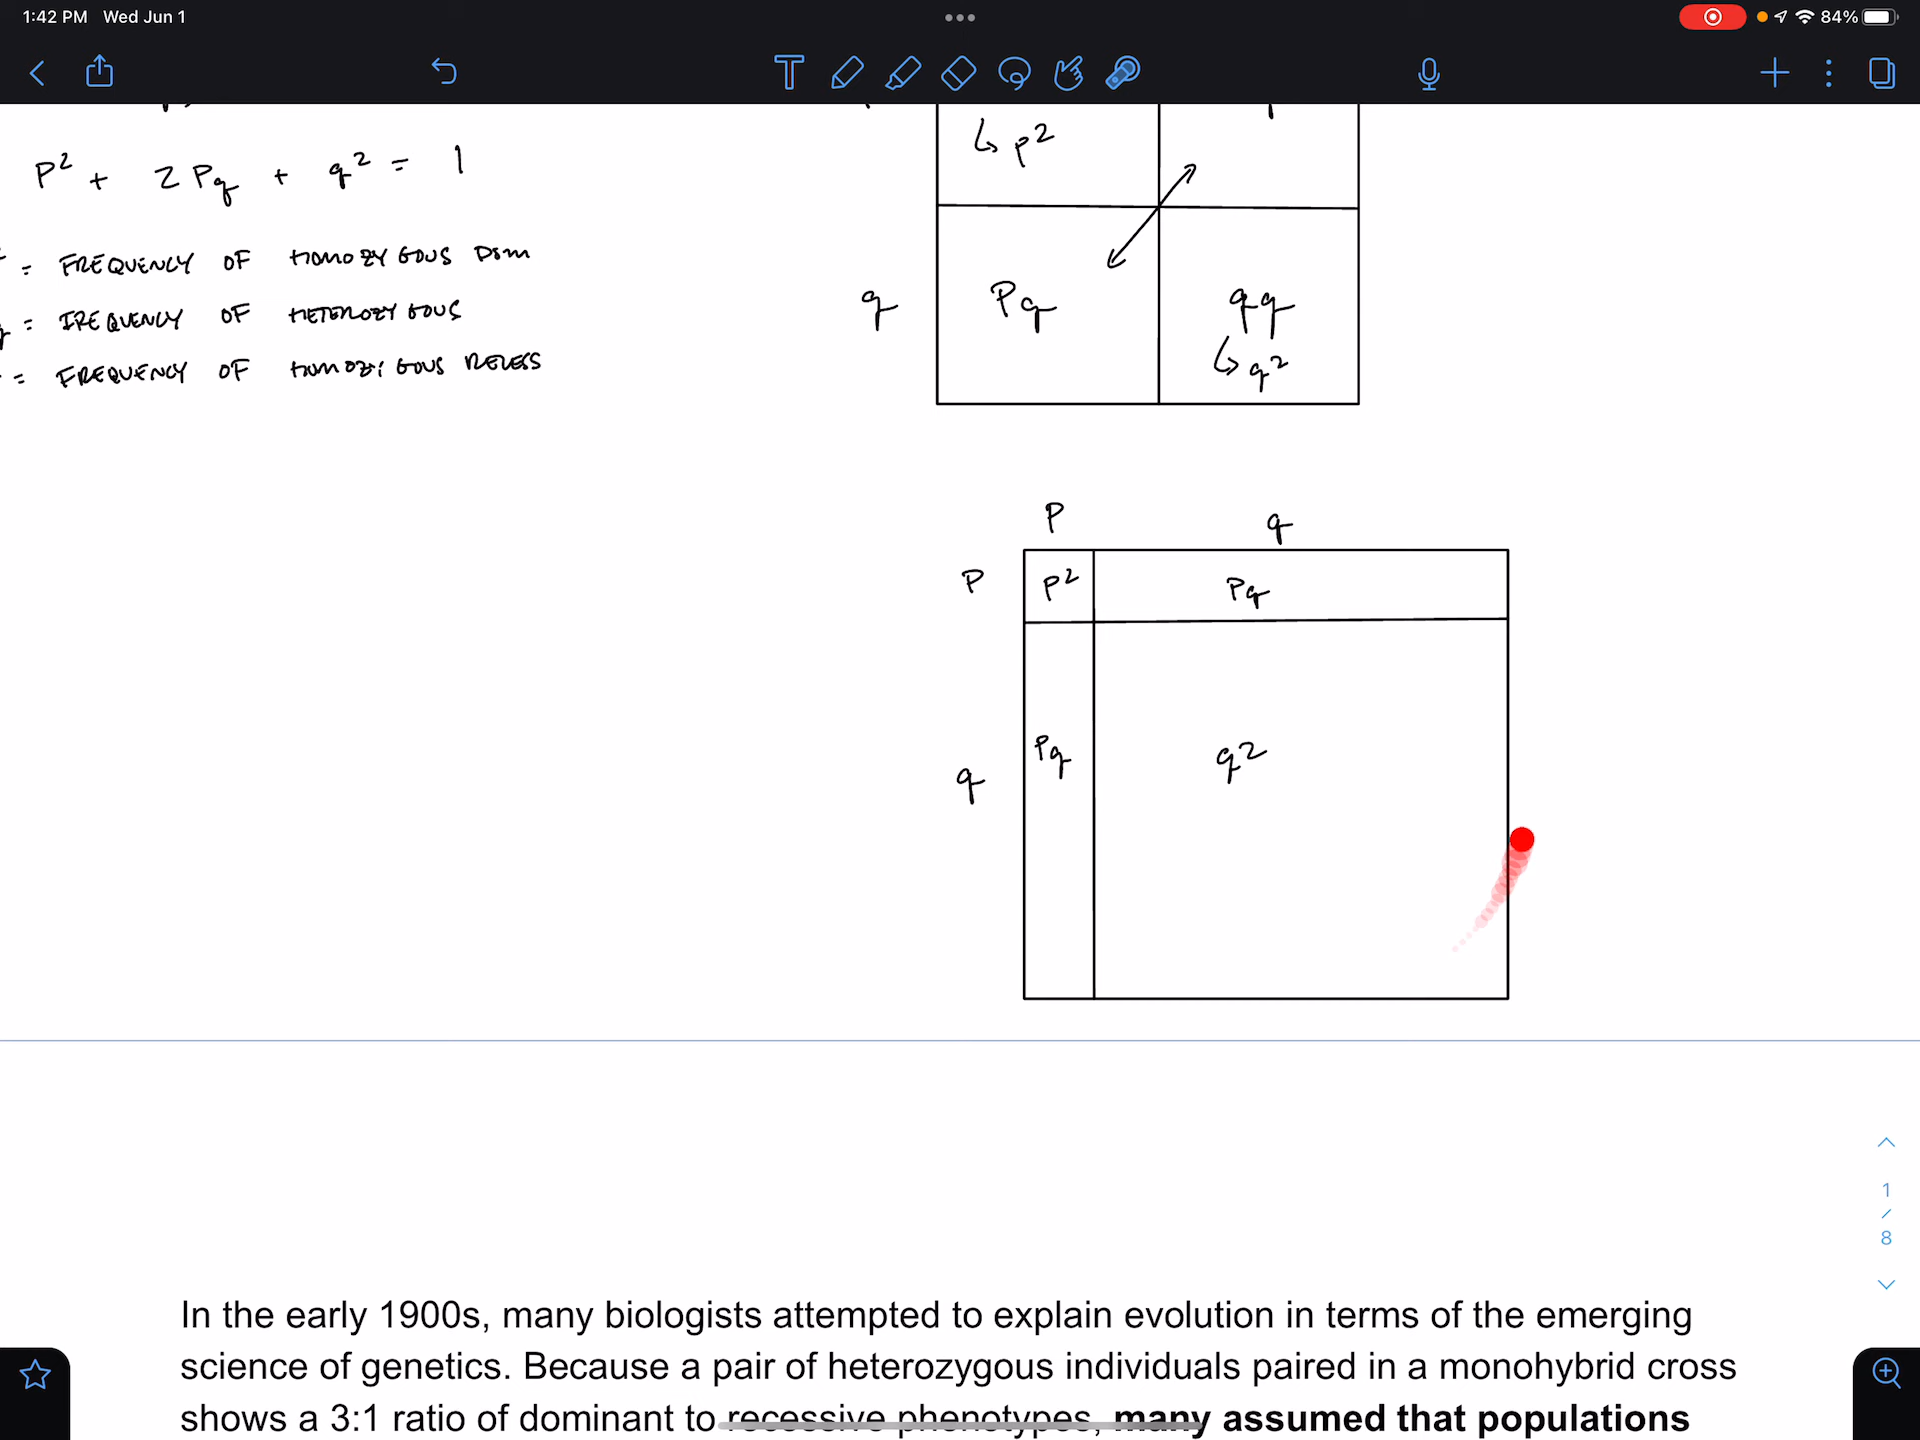 1:42 PM Wed Jun 1
84%
P² + 2Pq + q² = 1
= FREQUENCY OF HOMOZYGOUS DOM
= FREQUENCY OF HETEROZYGOUS
= FREQUENCY OF HOMOZYGOUS RECESS
↳ p²
q Pq qq
↳ q²
P q
P P² Pq
q Pq q²
1
/
8
In the early 1900s, many biologists attempted to explain evolution in terms of the emerging
science of genetics. Because a pair of heterozygous individuals paired in a monohybrid cross
shows a 3:1 ratio of dominant to recessive phenotypes, many assumed that populations